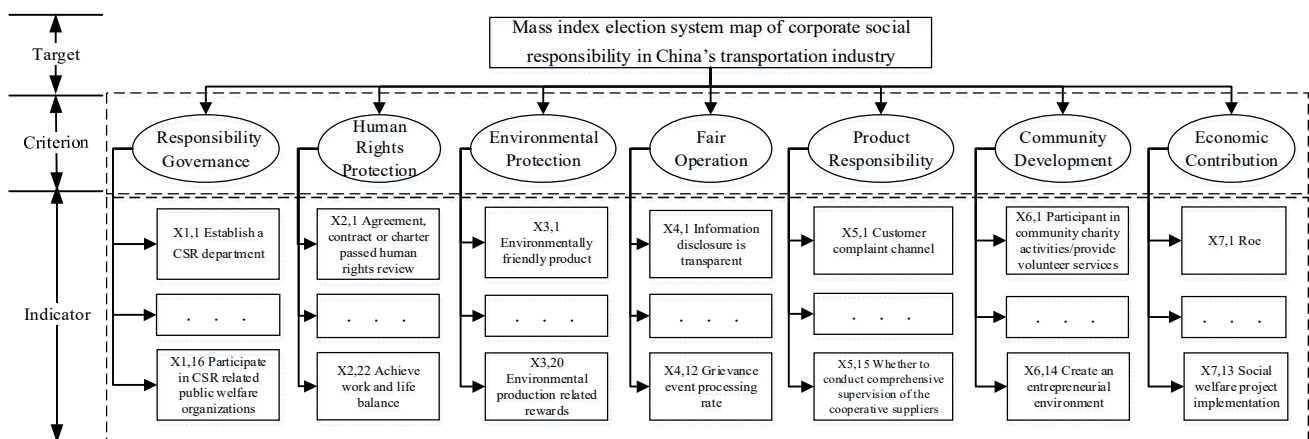 Mass index election system map of corporate social
responsibility in China's transportation industry
Target
Criterion
Indicator
Responsibility
Governance
Human
Rights
Protection
Environmental
Protection
Fair
Operation
Product
Responsibility
Community
Development
Economic
Contribution
X1,1 Establish a
CSR department
. . .
X1,16 Participate
in CSR related
public welfare
organizations
X2,1 Agreement,
contract or charter
passed human
rights review
. . .
X2,22 Achieve
work and life
balance
X3,1
Environmentally
friendly product
. . .
X3,20
Environmental
production related
rewards
X4,1 Information
disclosure is
transparent
. . .
X4,12 Grievance
event processing
rate
X5,1 Customer
complaint channel
. . .
X5,15 Whether to
conduct comprehensive
supervision of the
cooperative suppliers
X6,1 Participant in
community charity
activities/provide
volunteer services
. . .
X6,14 Create an
entrepreneurial
environment
X7,1 Roe
. . .
X7,13 Social
welfare project
implementation